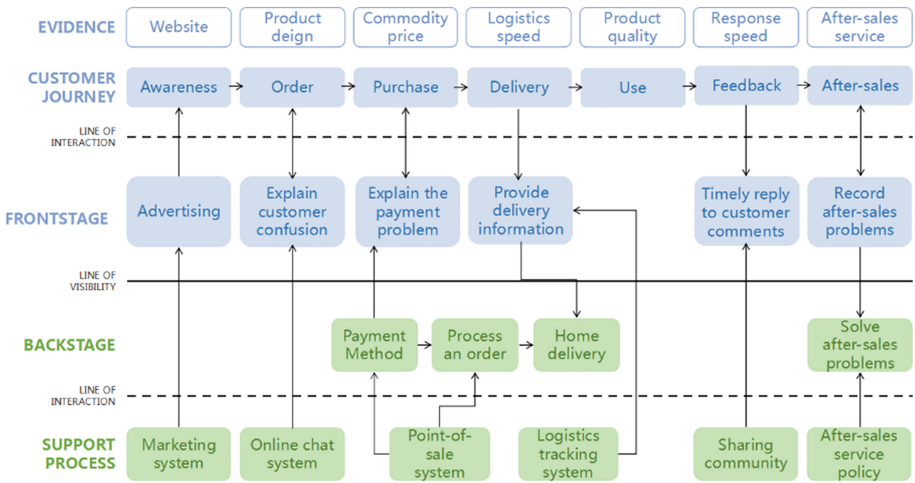 EVIDENCE
Website
Product
deign
Commodity
price
Logistics
speed
Product
quality
Response
speed
After-sales
service
CUSTOMER
JOURNEY
Awareness
Order
Purchase
Delivery
Use
Feedback
After-sales
LINE OF
INTERACTION
FRONTSTAGE
Advertising
Explain
customer
confusion
Explain the
payment
problem
Provide
delivery
information
Timely reply
to customer
comments
Record
after-sales
problems
LINE OF
VISIBILITY
BACKSTAGE
Payment
Method
Process
an order
Home
delivery
Solve
after-sales
problems
LINE OF
INTERACTION
SUPPORT
PROCESS
Marketing
system
Online chat
system
Point-of-
sale
system
Logistics
tracking
system
Sharing
community
After-sales
service
policy